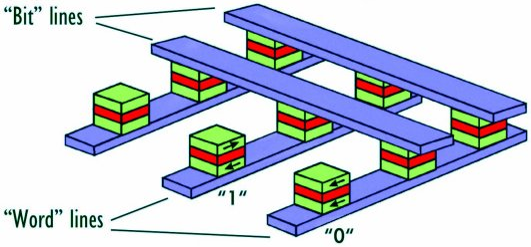 “Bit” lines
“1”
“Word” lines
“0”